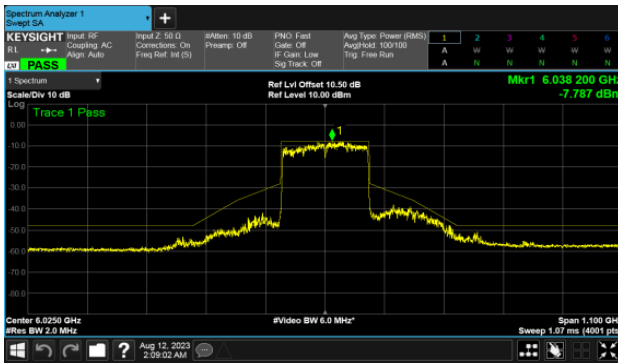 Spectrum Analyzer 1
Swept SA
KEYSIGHT Input: RF Input Z: 50 Ω #Atten: 10 dB PNO: Fast Avg Type: Power (RMS) 1 2 3 4 5 6
RL Coupling: AC Corrections: On Preamp: Off Gate: Off Avg|Hold: 100/100 A W W W W W
Align: Auto Freq Ref: Int (S) IF Gain: Low Trig: Free Run A N N N N N
LXI PASS Sig Track: Off
1 Spectrum Ref Lvl Offset 10.50 dB Mkr1 6.038 200 GHz
Scale/Div 10 dB Ref Level 10.00 dBm -7.787 dBm
Log Trace 1 Pass
0.00
1
-10.0
-20.0
-30.0
-40.0
-50.0
-60.0
-70.0
-80.0
Center 6.0250 GHz #Video BW 6.0 MHz* Span 1.100 GHz
#Res BW 2.0 MHz Sweep 1.07 ms (4001 pts)
? Aug 12, 2023
2:09:02 AM